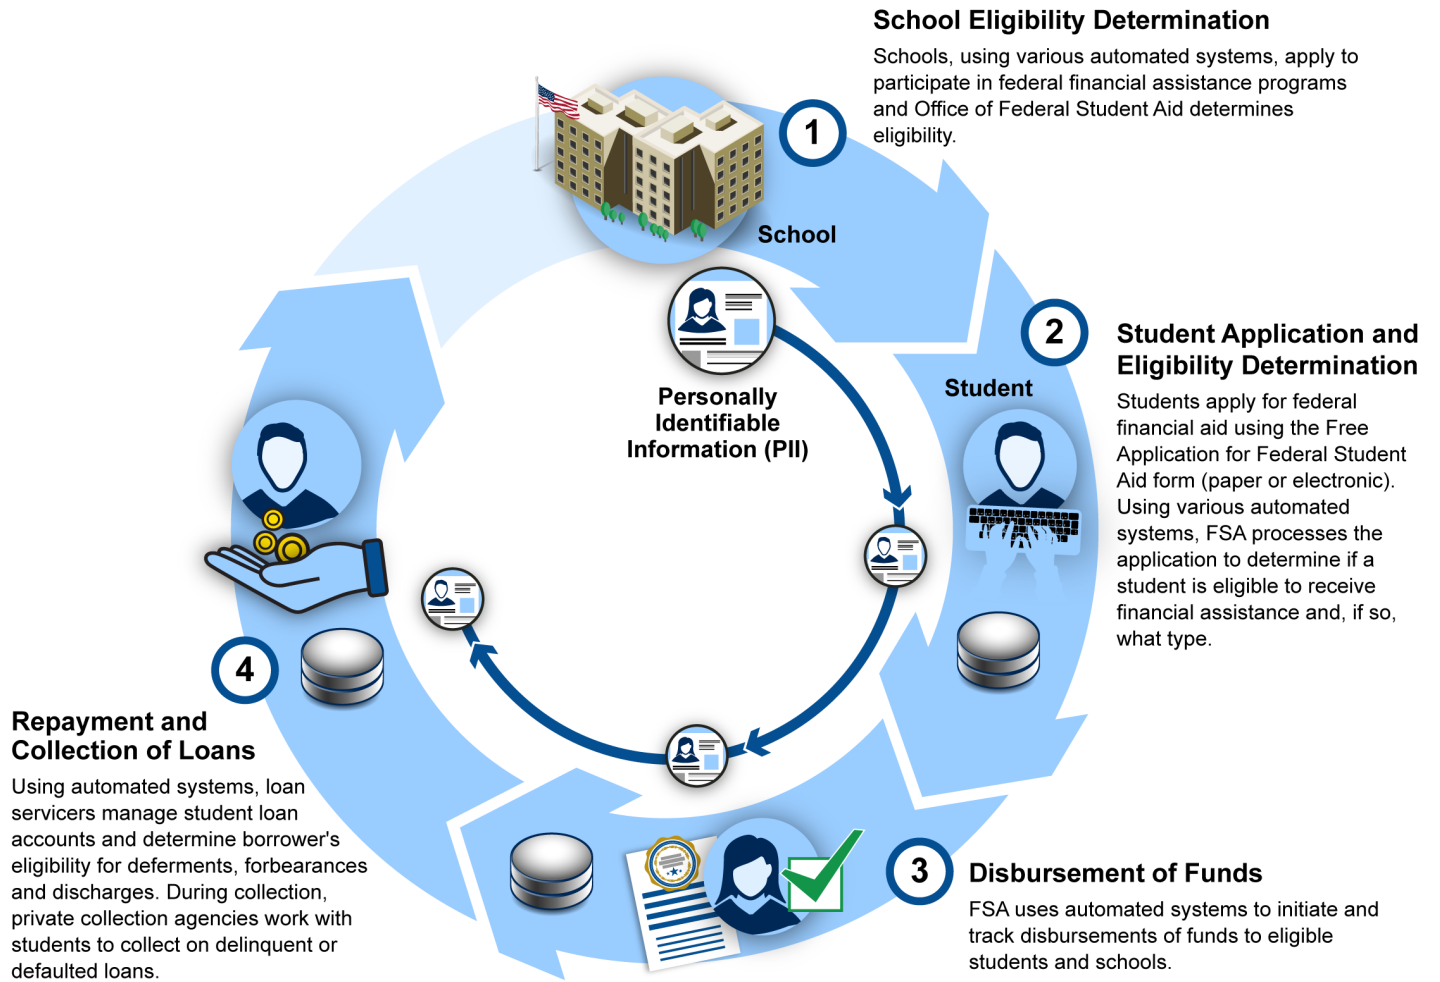 School Eligibility Determination
Schools, using various automated systems, apply to
participate in federal financial assistance programs
and Office of Federal Student Aid determines
eligibility.
1
School
2
Student Application and
Eligibility Determination
Students apply for federal
financial aid using the Free
Application for Federal Student
Aid form (paper or electronic).
Using various automated
systems, FSA processes the
application to determine if a
student is eligible to receive
financial assistance and, if so,
what type.
Student
Personally
Identifiable
Information (PII)
3
Disbursement of Funds
FSA uses automated systems to initiate and
track disbursements of funds to eligible
students and schools.
4
Repayment and
Collection of Loans
Using automated systems, loan
servicers manage student loan
accounts and determine borrower's
eligibility for deferments, forbearances
and discharges. During collection,
private collection agencies work with
students to collect on delinquent or
defaulted loans.